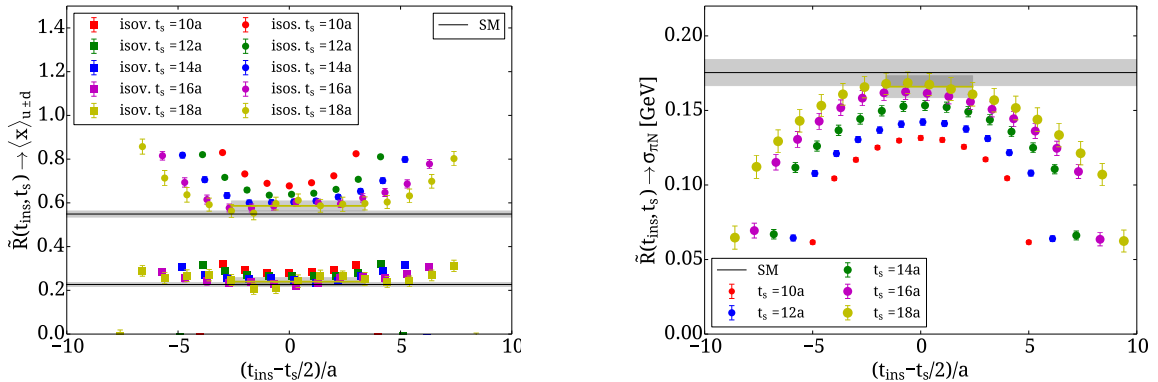 R̃(t_ins, t_s) → ⟨x⟩_u±d
1.4
1.2
1.0
0.8
0.6
0.4
0.2
0.0
isov. t_s =10a
isov. t_s =12a
isov. t_s =14a
isov. t_s =16a
isov. t_s =18a
isos. t_s =10a
isos. t_s =12a
isos. t_s =14a
isos. t_s =16a
isos. t_s =18a
SM
−10
−5
0
5
10
(t_ins−t_s/2)/a
R̃(t_ins, t_s) → σ_πN [GeV]
0.20
0.15
0.10
0.05
0.00
SM
t_s =10a
t_s =12a
t_s =14a
t_s =16a
t_s =18a
−10
−5
0
5
10
(t_ins−t_s/2)/a